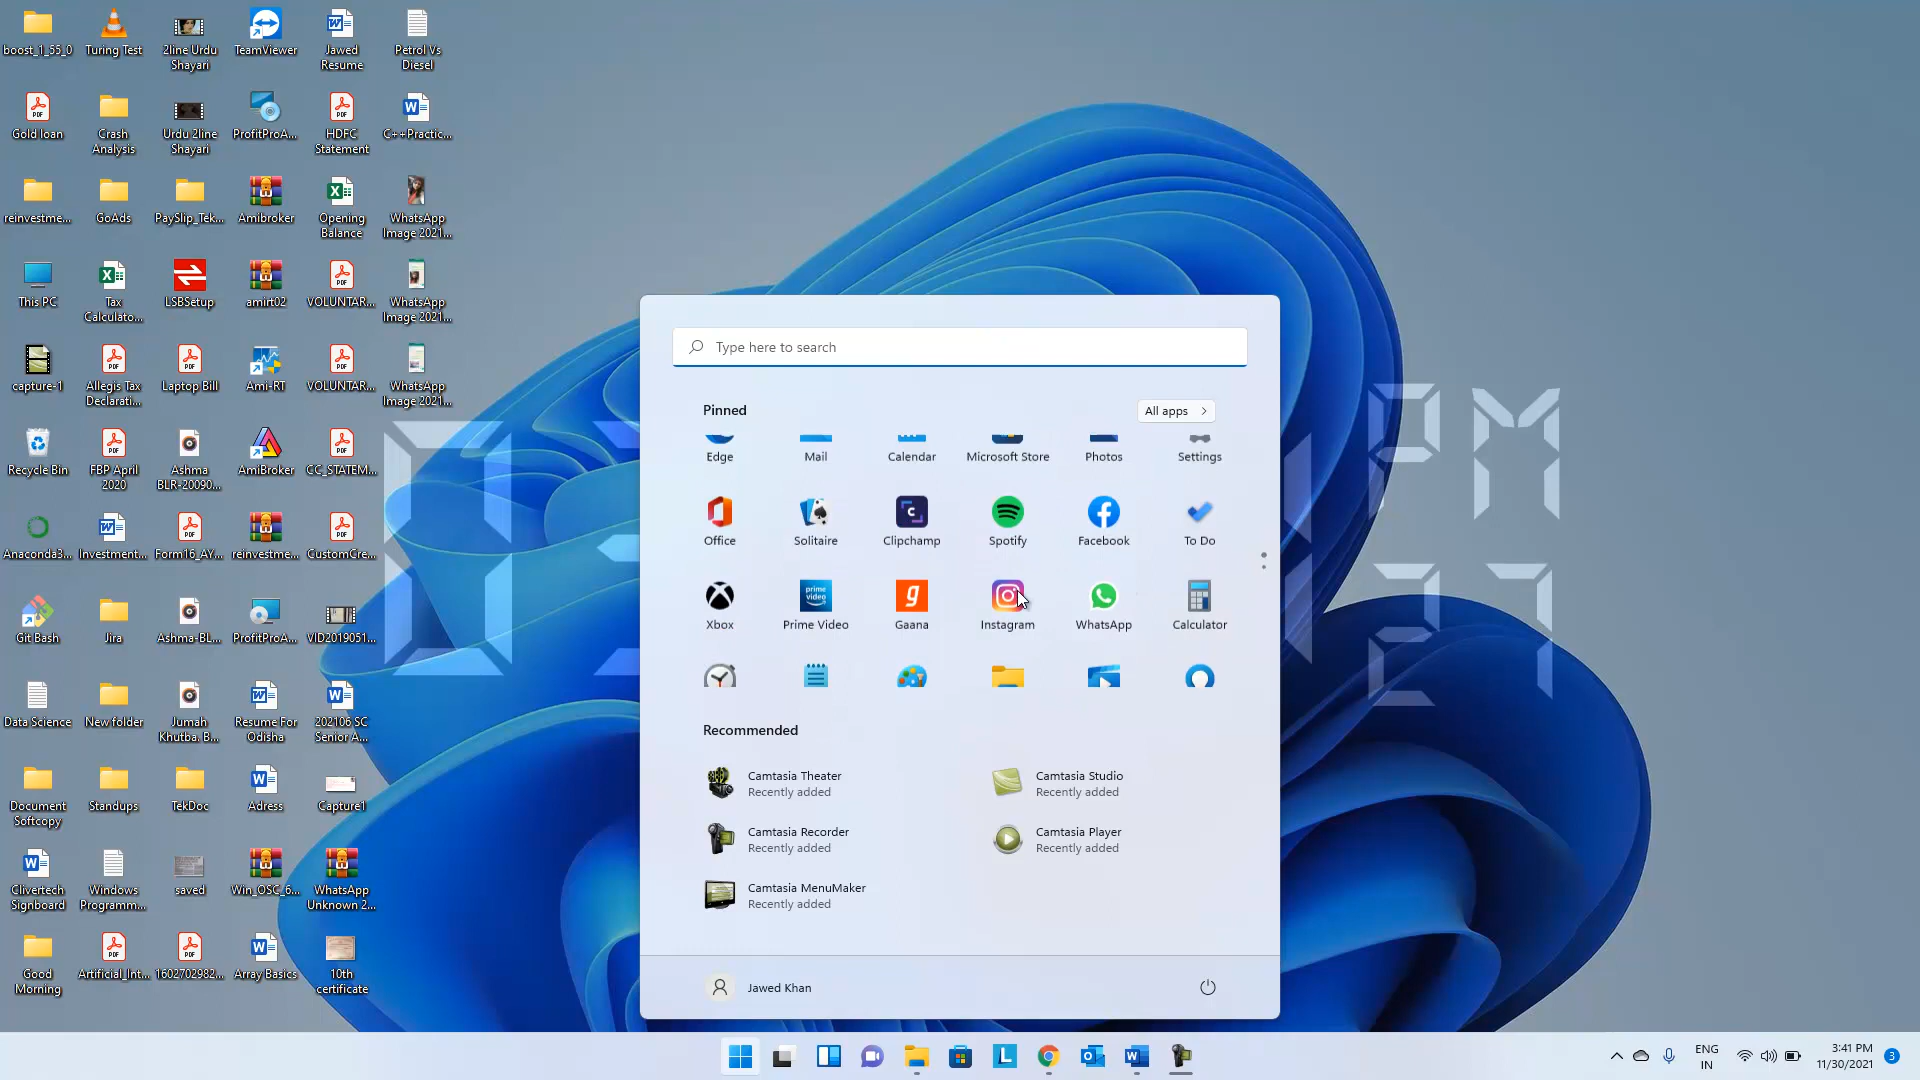 boost_1_55_0
Turing Test
2line Urdu
Shayari
TeamViewer
Jawed
Resume
Petrol Vs
Diesel
Gold loan
Crash
Analysis
Urdu 2line
Shayari
ProfitProA...
HDFC
Statement
C++Practic...
reinvestme...
GoAds
PaySlip_Tek...
Amibroker
Opening
Balance
WhatsApp
Image 2021...
This PC
Tax
Calculato...
LSBSetup
amirt02
VOLUNTAR...
WhatsApp
Image 2021...
capture-1
Allegis Tax
Declarati...
Laptop Bill
Ami-RT
VOLUNTAR...
WhatsApp
Image 2021...
Recycle Bin
FBP April
2020
Ashma
BLR-20090...
AmiBroker
CC_STATEM...
Anaconda3...
Investment...
Form16_AY...
reinvestme...
CustomCre...
Git Bash
Jira
Ashma-BL...
ProfitProA...
VID2019051...
Data Science
New folder
Jumah
Khutba. B...
Resume For
Odisha
202106 SC
Senior A...
Document
Softcopy
Standups
TekDoc
Adress
Capture1
Clivertech
Signboard
Windows
Programm...
saved
Win_OSC_6...
WhatsApp
Unknown 2...
Good
Morning
Artificial_Int...
1602702982...
Array Basics
10th
certificate
PM
27
Type here to search
Pinned
All apps
Edge
Mail
Calendar
Microsoft Store
Photos
Settings
Office
Solitaire
Clipchamp
Spotify
Facebook
To Do
Xbox
prime video
Prime Video
Gaana
Instagram
WhatsApp
Calculator
Recommended
Camtasia Theater
Recently added
Camtasia Studio
Recently added
Camtasia Recorder
Recently added
Camtasia Player
Recently added
Camtasia MenuMaker
Recently added
Jawed Khan
ENG
IN
3:41 PM
11/30/2021
3